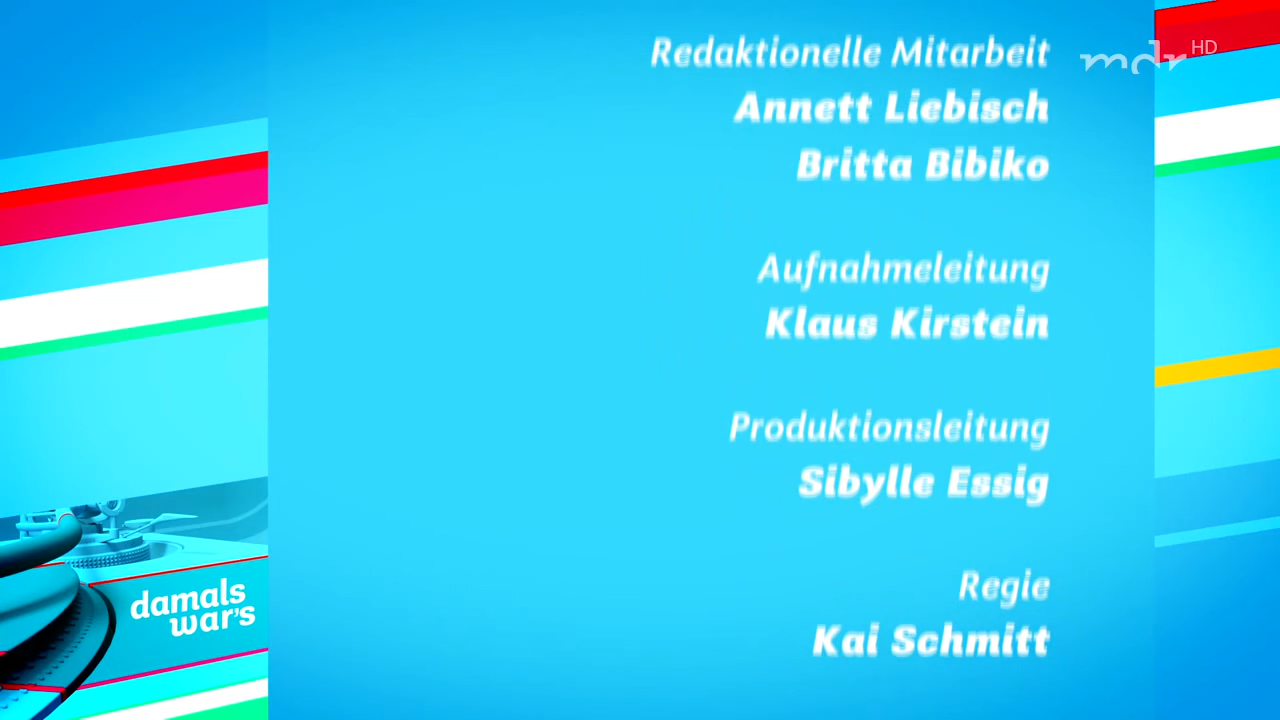 Redaktionelle Mitarbeit
mdr HD
Annett Liebisch
Britta Bibiko
Aufnahmeleitung
Klaus Kirstein
Produktionsleitung
Sibylle Essig
Regie
Kai Schmitt
damals
war's